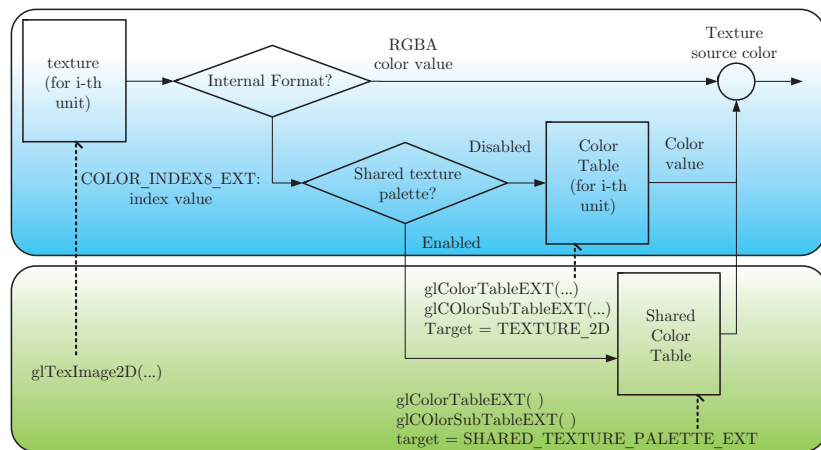 texture
(for i-th
unit)
Internal Format?
RGBA
color value
Texture
source color
COLOR_INDEX8_EXT:
index value
Shared texture
palette?
Disabled
Enabled
Color
Table
(for i-th
unit)
Color
value
glColorTableEXT(...)
glCOlorSubTableEXT(...)
Target = TEXTURE_2D
Shared
Color
Table
glTexImage2D(...)
glColorTableEXT( )
glCOlorSubTableEXT( )
target = SHARED_TEXTURE_PALETTE_EXT